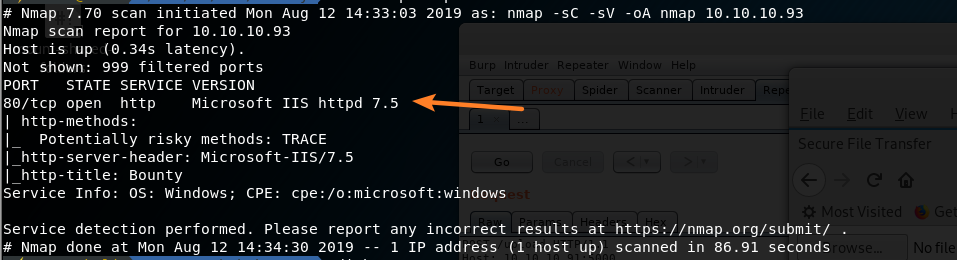 # Nmap 7.70 scan initiated Mon Aug 12 14:33:03 2019 as: nmap -sC -sV -oA nmap 10.10.10.93
Nmap scan report for 10.10.10.93
Host is up (0.34s latency).
Not shown: 999 filtered ports
PORT   STATE SERVICE VERSION
80/tcp open  http    Microsoft IIS httpd 7.5
| http-methods:
|_  Potentially risky methods: TRACE
|_http-server-header: Microsoft-IIS/7.5
|_http-title: Bounty
Service Info: OS: Windows; CPE: cpe:/o:microsoft:windows
Service detection performed. Please report any incorrect results at https://nmap.org/submit/ .
# Nmap done at Mon Aug 12 14:34:30 2019 -- 1 IP address (1 host up) scanned in 86.91 seconds
Burp Intruder Repeater Window Help
Target Proxy Spider Scanner Intruder
1 ...
Go Cancel < >
Raw Params Headers Hex
File Edit View
Secure File Transfer
Most Visited
Browse... No file